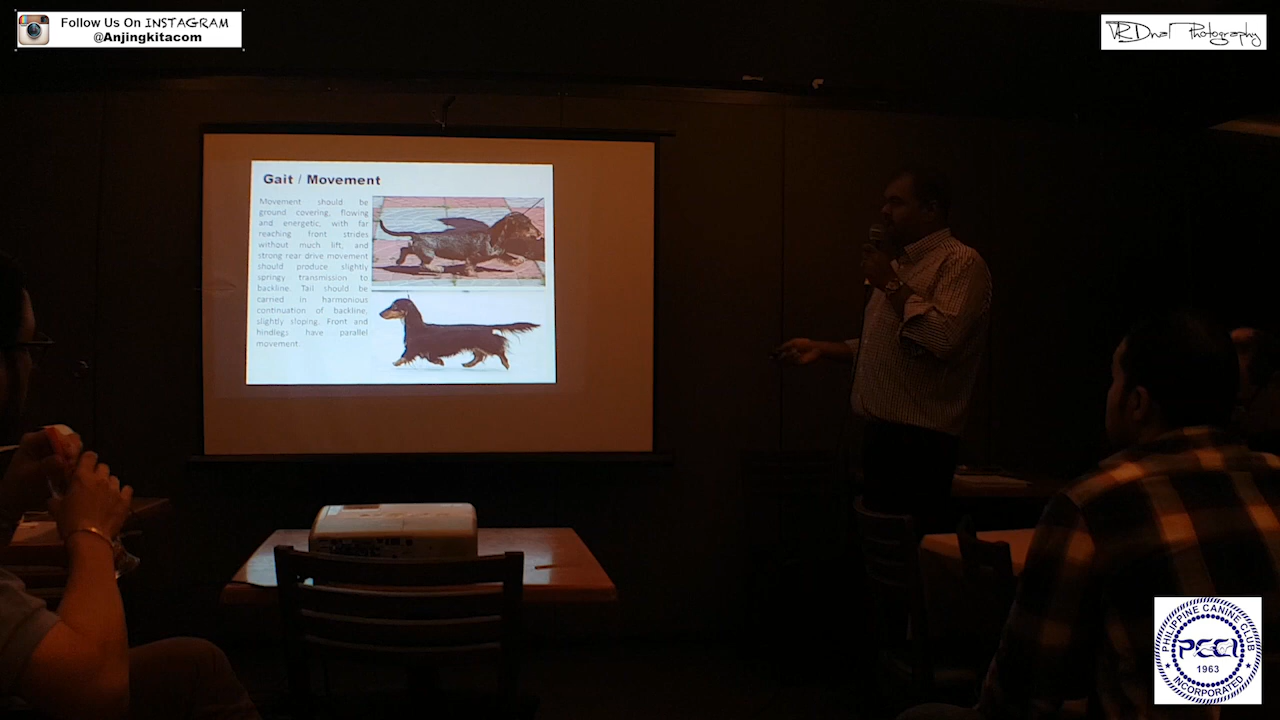 Follow Us On INSTAGRAM
@Anjingkitacom
VRDnal Photography
Gait / Movement
Movement should be
ground covering, flowing
and energetic, with far
reaching front strides
without much lift, and
strong rear drive movement
should produce slightly
springy transmission to
backline. Tail should be
carried in harmonious
continuation of backline,
slightly sloping. Front and
hindlegs have parallel
movement
PHILIPPINE CANINE CLUB
PCCI
1963
INCORPORATED